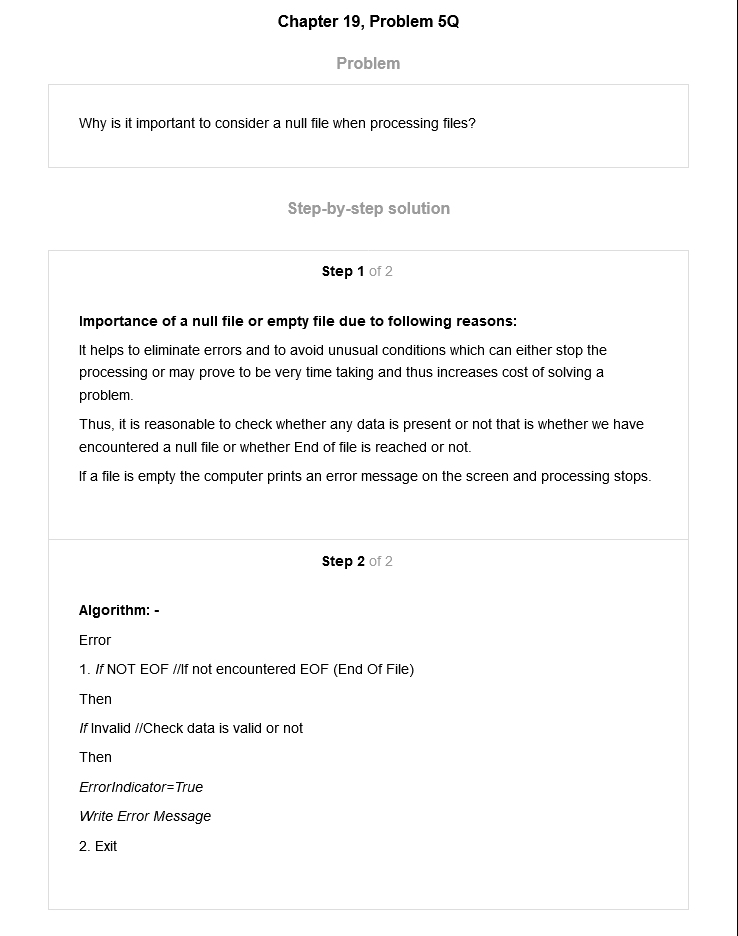 Chapter 19, Problem 5Q
Problem
Why is it important to consider a null file when processing files?
Step-by-step solution
Step 1 of 2
Importance of a null file or empty file due to following reasons:
It helps to eliminate errors and to avoid unusual conditions which can either stop the
processing or may prove to be very time taking and thus increases cost of solving a
problem.
Thus, it is reasonable to check whether any data is present or not that is whether we have
encountered a null file or whether End of file is reached or not.
If a file is empty the computer prints an error message on the screen and processing stops.
Step 2 of 2
Algorithm: -
Error
1. If NOT EOF //If not encountered EOF (End Of File)
Then
If Invalid //Check data is valid or not
Then
ErrorIndicator=True
Write Error Message
2. Exit